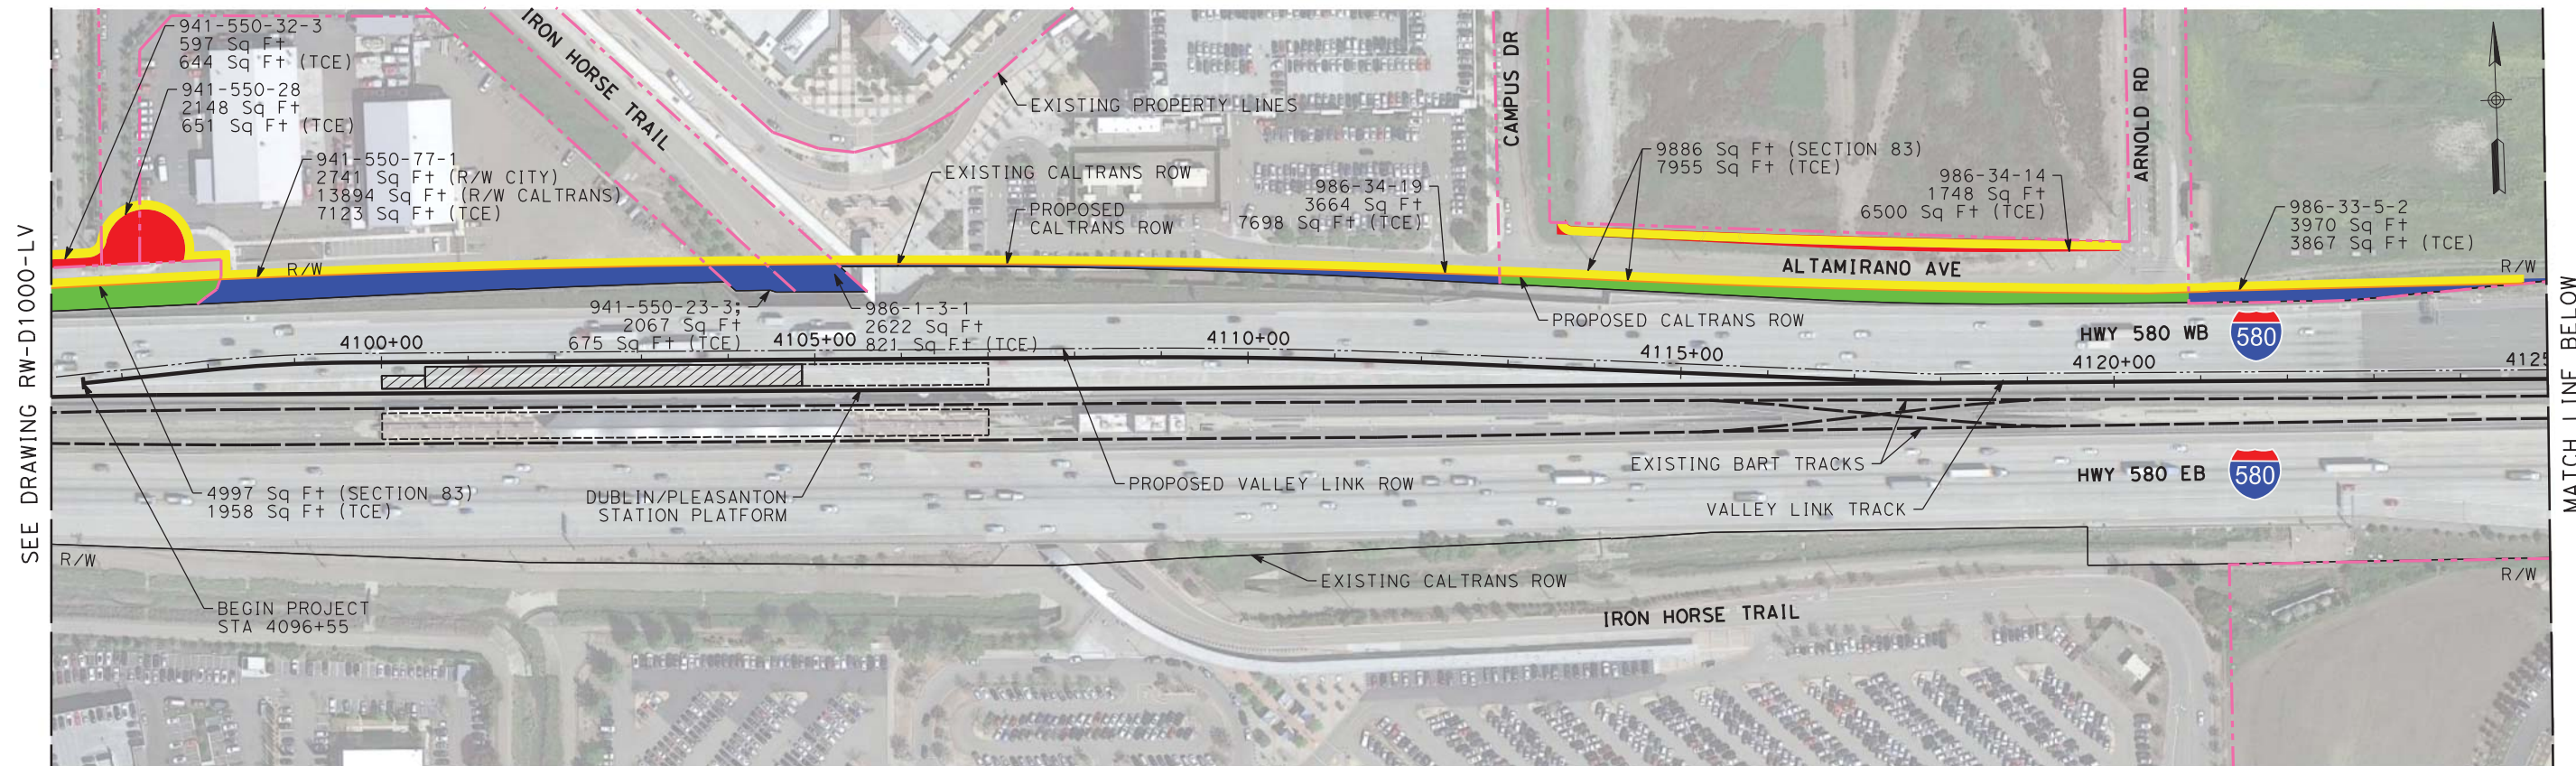 941-550-32-3
597 Sq Ft
644 Sq Ft (TCE)
941-550-28
2148 Sq Ft
651 Sq Ft (TCE)
941-550-77-1
2741 Sq Ft (R/W CITY)
13894 Sq Ft (R/W CALTRANS)
7123 Sq Ft (TCE)
IRON HORSE TRAIL
EXISTING PROPERTY LINES
EXISTING CALTRANS ROW
PROPOSED
CALTRANS ROW
CAMPUS DR
986-34-19
3664 Sq Ft
7698 Sq Ft (TCE)
9886 Sq Ft (SECTION 83)
7955 Sq Ft (TCE)
986-34-14
1748 Sq Ft
6500 Sq Ft (TCE)
ARNOLD RD
986-33-5-2
3970 Sq Ft
3867 Sq Ft (TCE)
R/W
R/W
ALTAMIRANO AVE
941-550-23-3;
2067 Sq Ft
675 Sq Ft (TCE)
986-1-3-1
2622 Sq Ft
821 Sq Ft (TCE)
PROPOSED CALTRANS ROW
HWY 580 WB
580
4100+00
4105+00
4110+00
4115+00
4120+00
4125
SEE DRAWING RW-D1000-LV
MATCH LINE BELOW
4997 Sq Ft (SECTION 83)
1958 Sq Ft (TCE)
DUBLIN/PLEASANTON
STATION PLATFORM
PROPOSED VALLEY LINK ROW
EXISTING BART TRACKS
VALLEY LINK TRACK
HWY 580 EB
580
R/W
EXISTING CALTRANS ROW
R/W
BEGIN PROJECT
STA 4096+55
IRON HORSE TRAIL